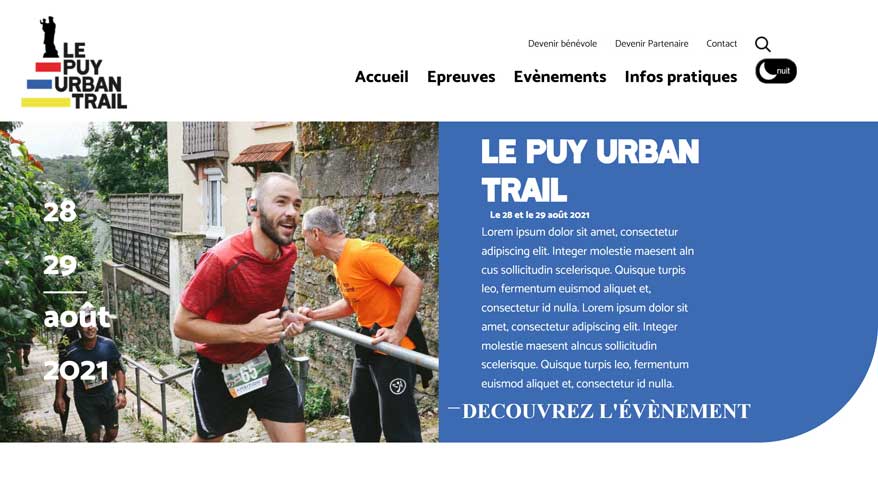 LE
PUY
URBAN
TRAIL
Devenir bénévole
Devenir Partenaire
Contact
Accueil
Epreuves
Evènements
Infos pratiques
nuit
28
29
août
2021
63
LE PUY URBAN
TRAIL
Le 28 et le 29 août 2021
Lorem ipsum dolor sit amet, consectetur
adipiscing elit. Integer molestie maesent aln
cus sollicitudin scelerisque. Quisque turpis
leo, fermentum euismod aliquet et,
consectetur id nulla. Lorem ipsum dolor sit
amet, consectetur adipiscing elit. Integer
molestie maesent alncus sollicitudin
scelerisque. Quisque turpis leo, fermentum
euismod aliquet et, consectetur id nulla.
DECOUVREZ L'ÉVÈNEMENT